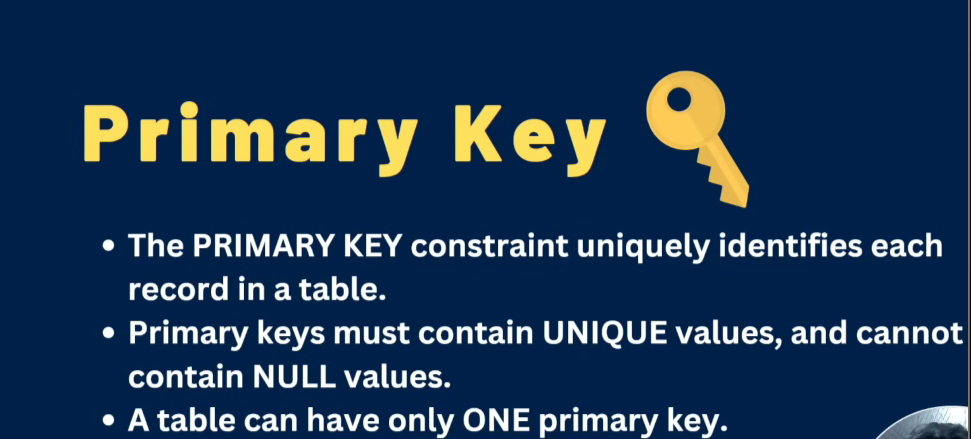 Primary Key
• The PRIMARY KEY constraint uniquely identifies each
record in a table.
• Primary keys must contain UNIQUE values, and cannot
contain NULL values.
• A table can have only ONE primary key.